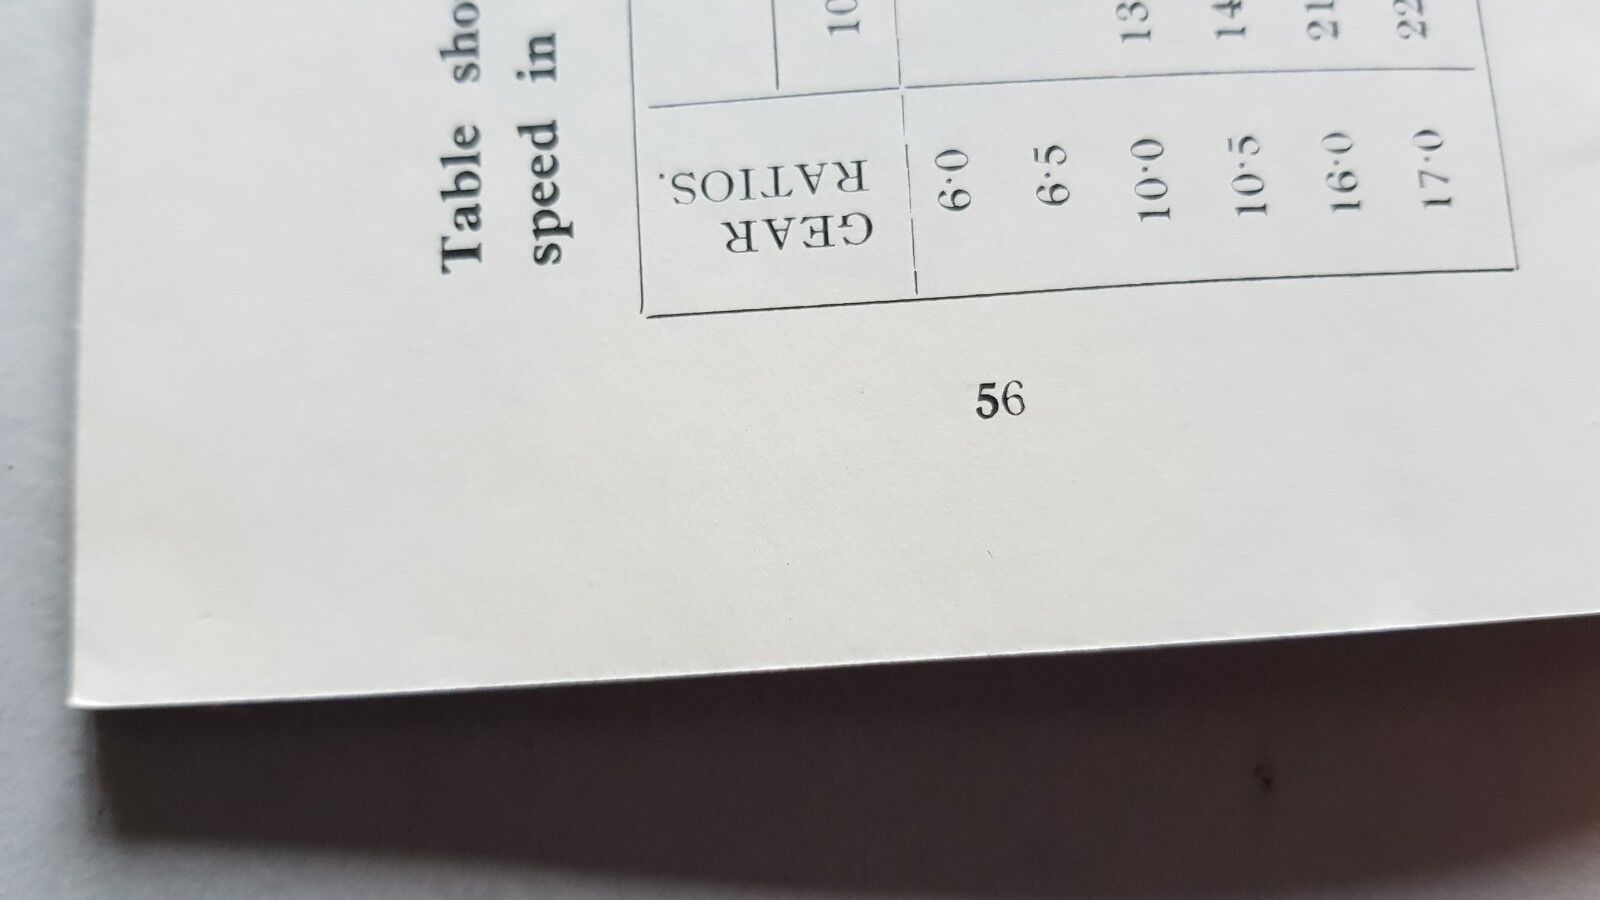 Table sho
speed in
GEAR
RATIOS.
10
6·0
6·5
10·0 13
10·5 14
16·0 21
17·0 22
56